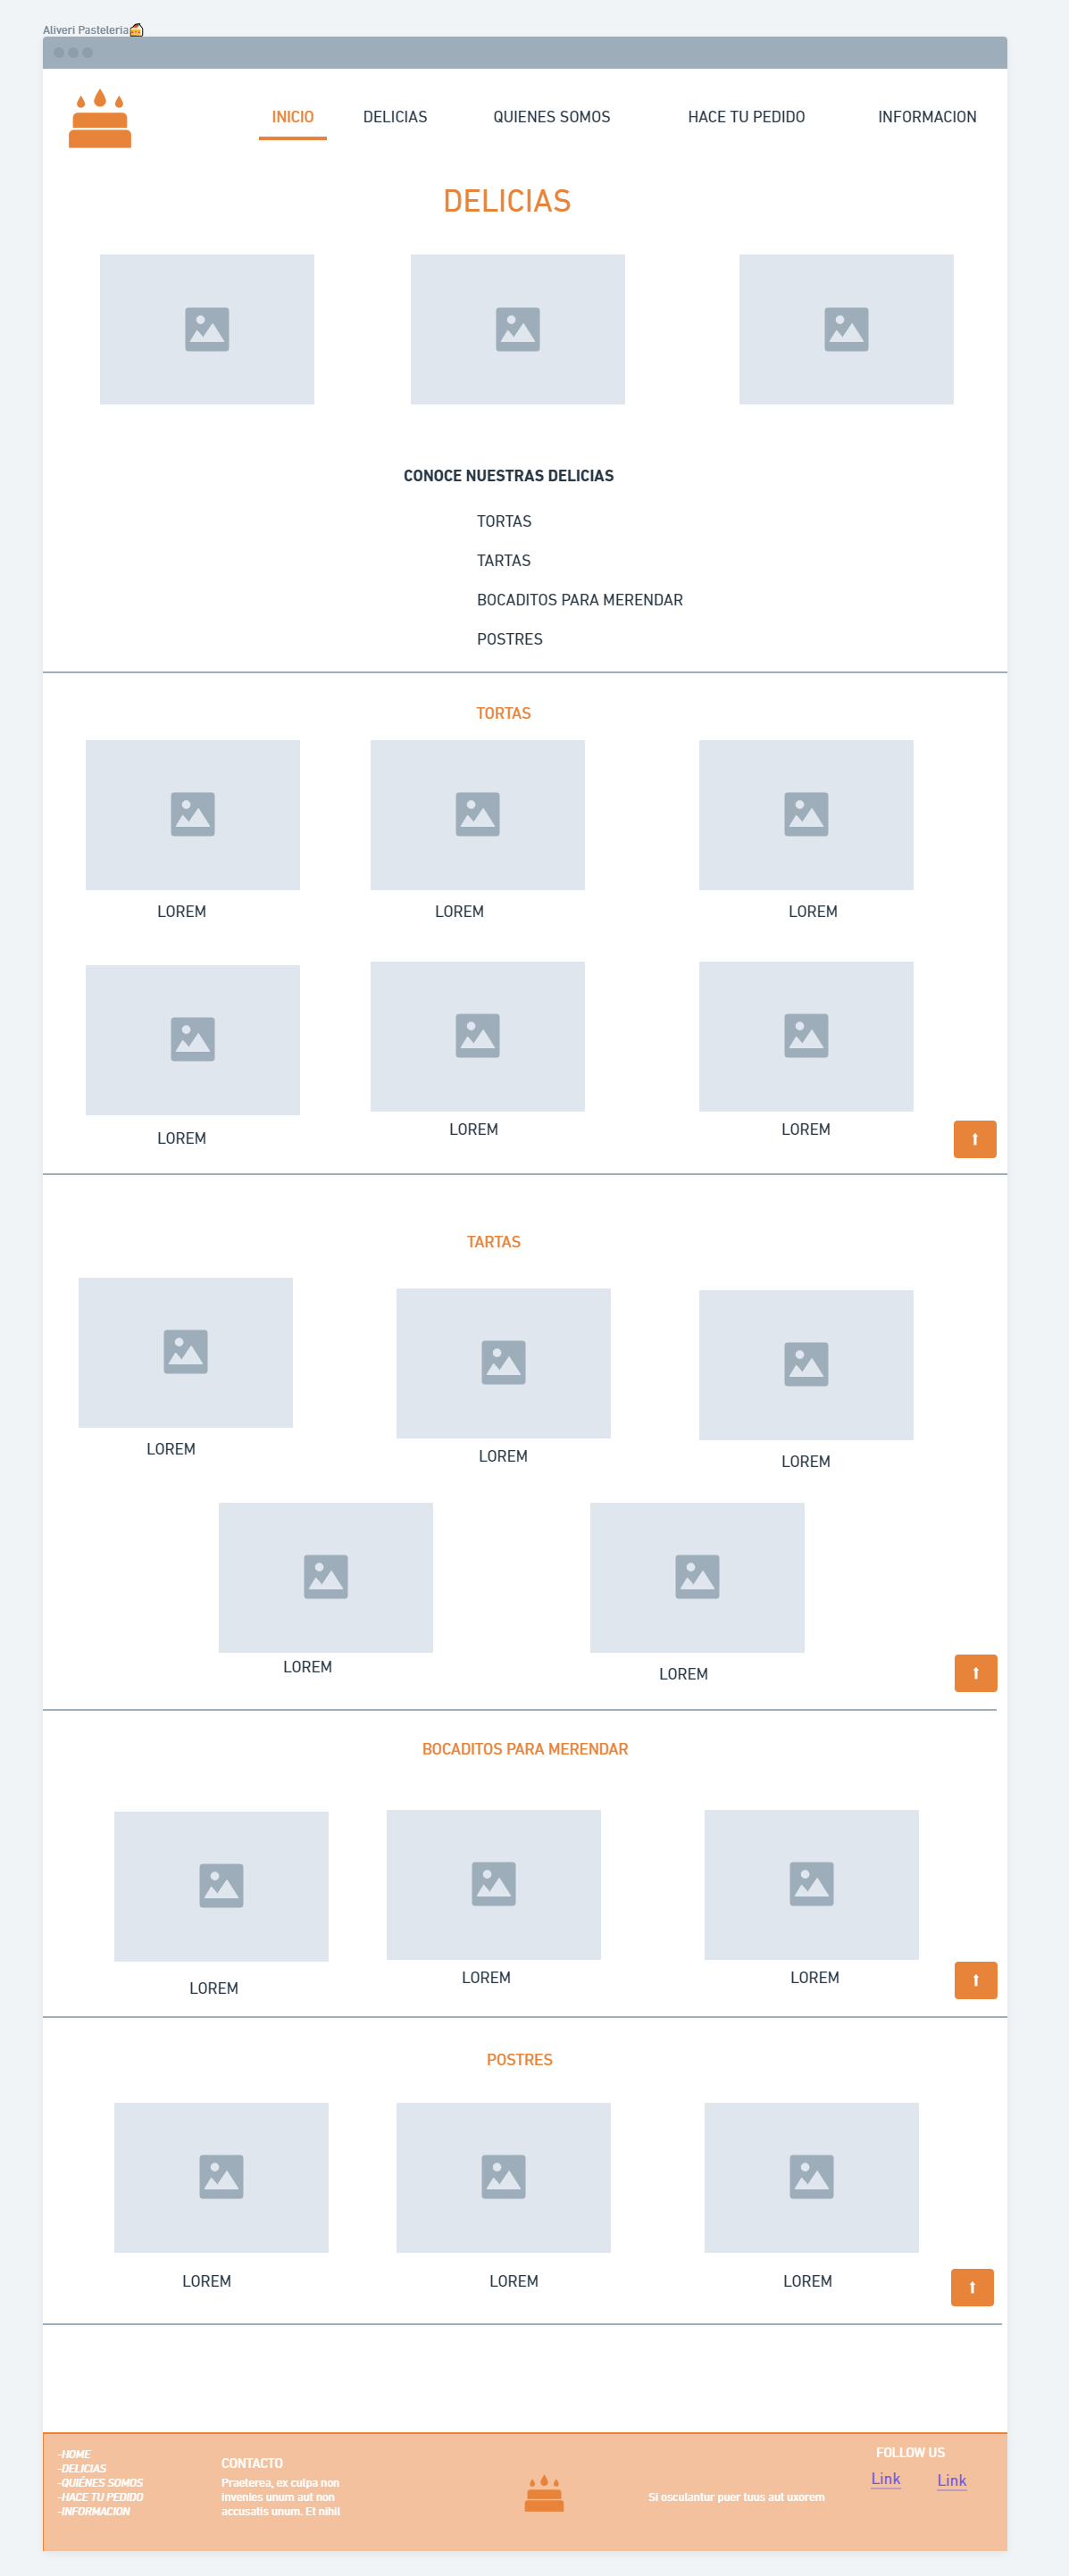 Aliveri Pasteleria🍰
INICIO DELICIAS QUIENES SOMOS HACE TU PEDIDO INFORMACION
DELICIAS
CONOCE NUESTRAS DELICIAS
TORTAS
TARTAS
BOCADITOS PARA MERENDAR
POSTRES
TORTAS
LOREM LOREM LOREM
LOREM LOREM LOREM
TARTAS
LOREM LOREM LOREM
LOREM LOREM
BOCADITOS PARA MERENDAR
LOREM LOREM LOREM
POSTRES
LOREM LOREM LOREM
-HOME
-DELICIAS
-QUIÉNES SOMOS
-HACE TU PEDIDO
-INFORMACION
CONTACTO
Praeterea, ex culpa non
invenies unum aut non
accusatis unum. Et nihil
Si osculantur puer tuus aut uxorem
FOLLOW US
Link Link